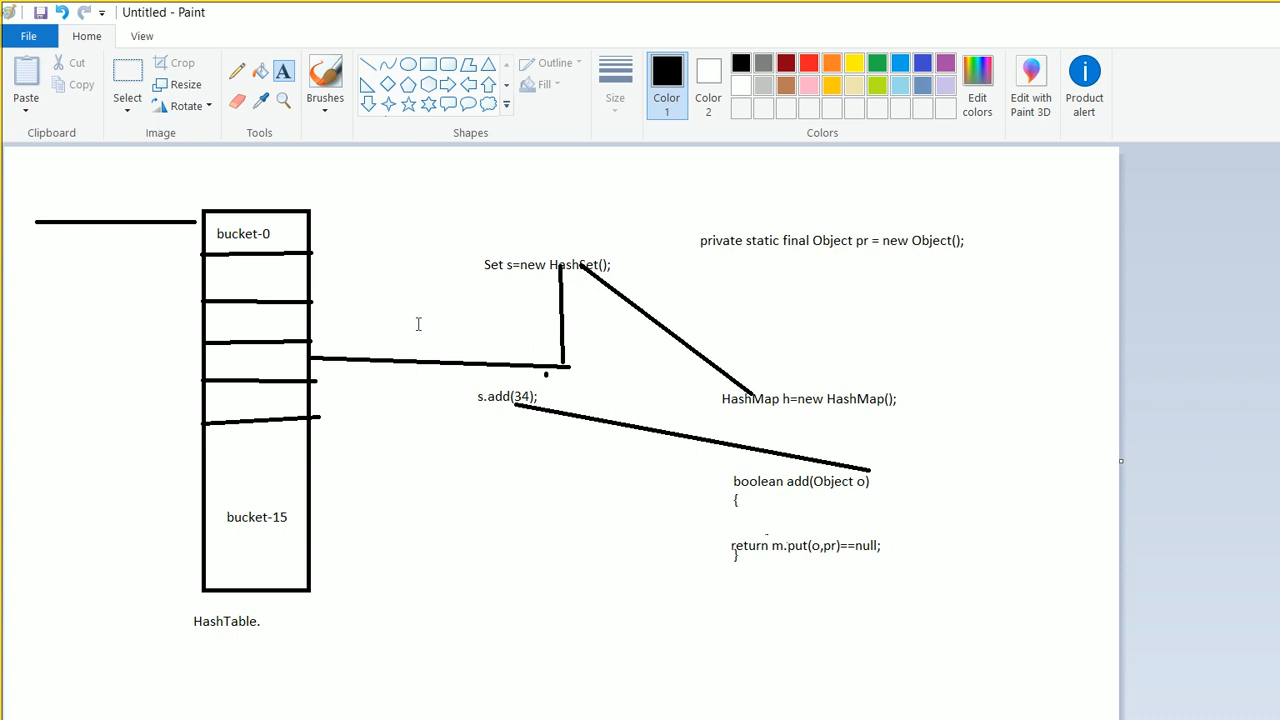 Untitled - Paint
File
Home
View
Paste
Cut
Copy
Clipboard
Select
Crop
Resize
Rotate
Image
A
Tools
Brushes
Shapes
Outline
Fill
Size
Color
1
Color
2
Edit
colors
Colors
Edit with
Paint 3D
Product
alert
bucket-0
bucket-15
HashTable.
Set s=new HashSet();
s.add(34);
private static final Object pr = new Object();
HashMap h=new HashMap();
boolean add(Object o)
{
return m.put(o,pr)==null;
}